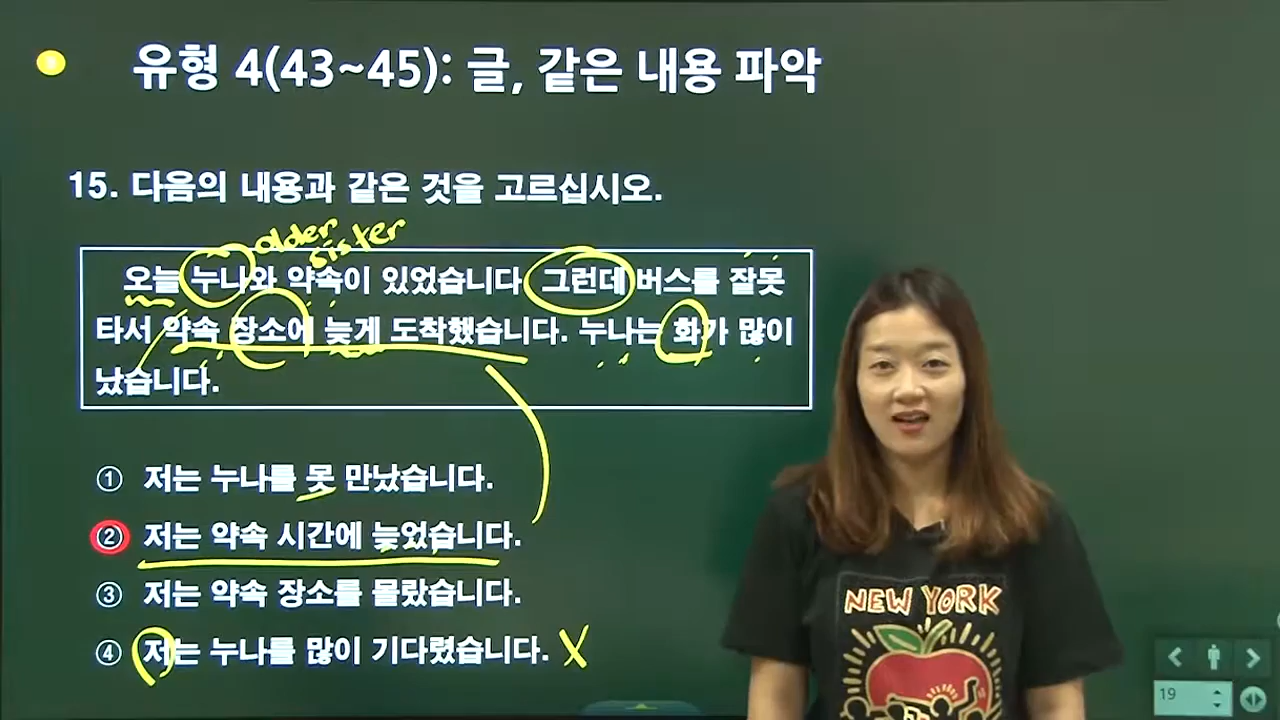 유형 4(43~45): 글, 같은 내용 파악
15. 다음의 내용과 같은 것을 고르십시오.
older
sister
오늘 누나와 약속이 있었습니다. 그런데 버스를 잘못
타서 약속 장소에 늦게 도착했습니다. 누나는 화가 많이
났습니다.
① 저는 누나를 못 만났습니다.
② 저는 약속 시간에 늦었습니다.
③ 저는 약속 장소를 몰랐습니다.
④ 저는 누나를 많이 기다렸습니다. X
NEW YORK
19